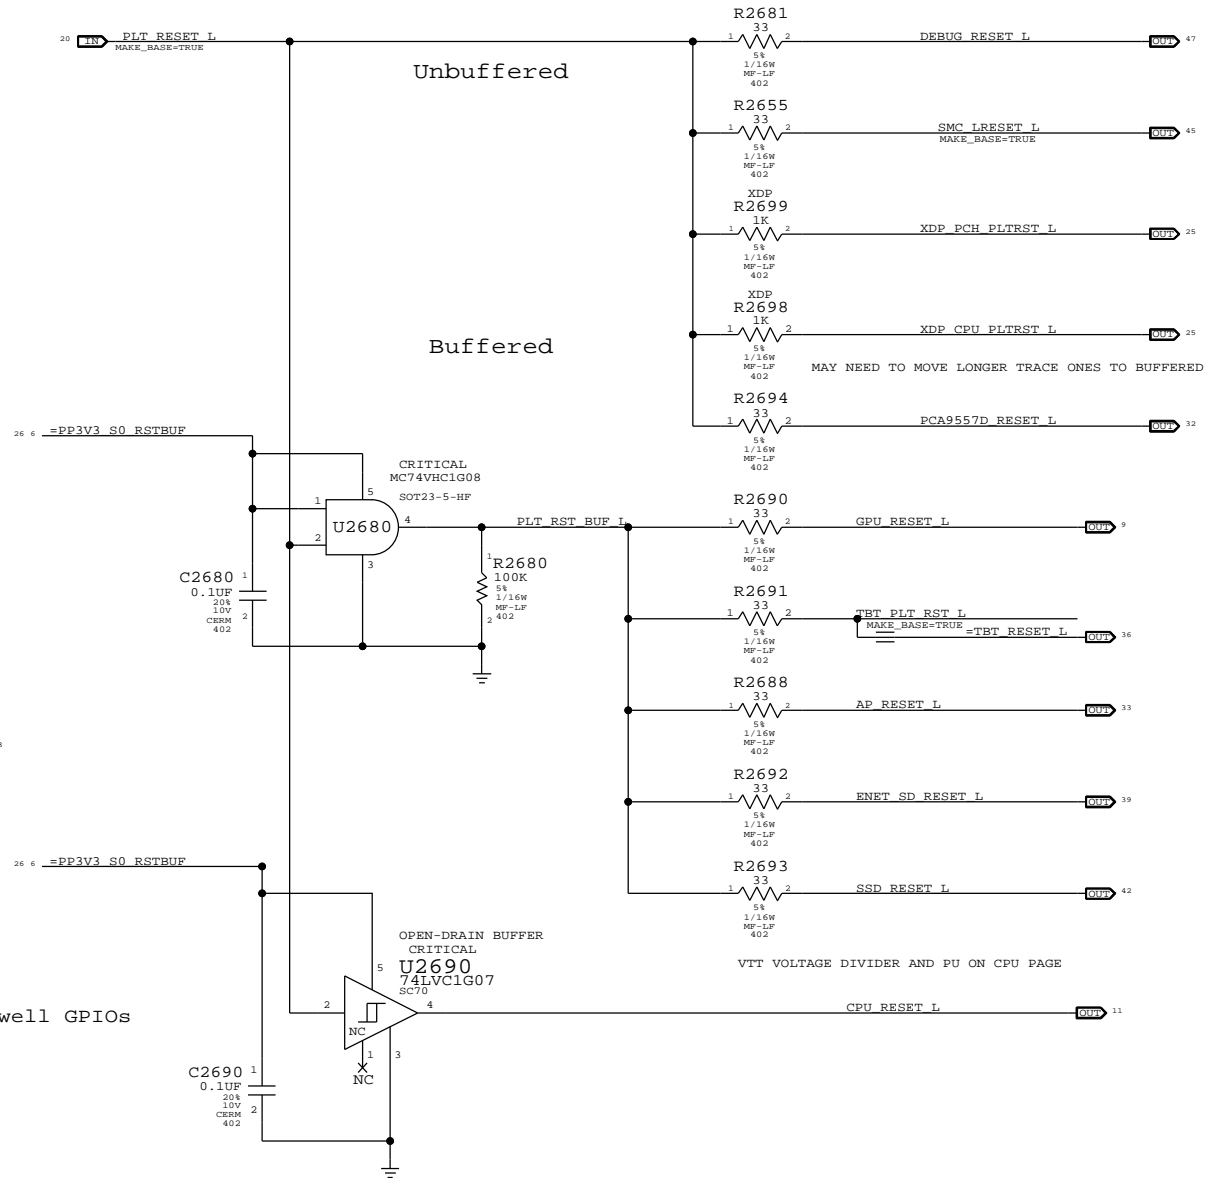 R2681
33
20 IN PLT_RESET_L 1 2 DEBUG_RESET_L OUT 47
MAKE_BASE=TRUE
5%
1/16W
MF-LF
402
Unbuffered
R2655
33
1 2 SMC_LRESET_L OUT 45
MAKE_BASE=TRUE
5%
1/16W
MF-LF
402
XDP
R2699
1K
1 2 XDP_PCH_PLTRST_L OUT 25
5%
1/16W
MF-LF
402
XDP
R2698
1K
1 2 XDP_CPU_PLTRST_L OUT 25
5%
1/16W
MF-LF
402
Buffered
MAY NEED TO MOVE LONGER TRACE ONES TO BUFFERED
R2694
33
1 2 PCA9557D_RESET_L OUT 32
5%
1/16W
MF-LF
402
26 6 =PP3V3_S0_RSTBUF
CRITICAL
MC74VHC1G08
SOT23-5-HF
5
1
U2680
4
2
3
PLT_RST_BUF_L
R2690
33
1 2 GPU_RESET_L OUT 9
5%
1/16W
MF-LF
402
C2680 1
0.1UF
20%
10V
CERM
402
2
1
R2680
100K
5%
1/16W
MF-LF
402
2
R2691
33
1 2 TBT_PLT_RST_L
MAKE_BASE=TRUE
=TBT_RESET_L OUT 36
5%
1/16W
MF-LF
402
R2688
33
1 2 AP_RESET_L OUT 33
5%
1/16W
MF-LF
402
R2692
33
1 2 ENET_SD_RESET_L OUT 39
5%
1/16W
MF-LF
402
26 6 =PP3V3_S0_RSTBUF
R2693
33
1 2 SSD_RESET_L OUT 42
5%
1/16W
MF-LF
402
OPEN-DRAIN BUFFER
CRITICAL
U2690
74LVC1G07
SC70
5
VTT VOLTAGE DIVIDER AND PU ON CPU PAGE
2
4
CPU_RESET_L OUT 11
NC
1
3
NC
well GPIOs
C2690 1
0.1UF
20%
10V
CERM
402
2